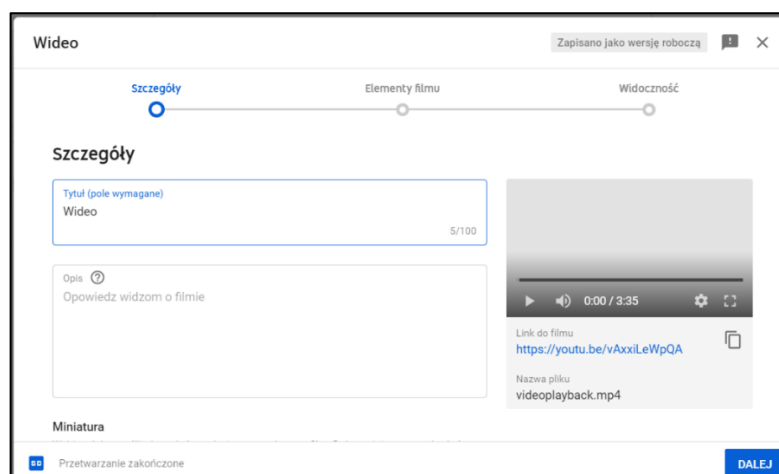 Wideo
Zapisano jako wersję roboczą
Szczegóły
Elementy filmu
Widoczność
Szczegóły
Tytuł (pole wymagane)
Wideo
5/100
Opis
Opowiedz widzom o filmie
0:00 / 3:35
Link do filmu
https://youtu.be/vAxxiLeWpQA
Nazwa pliku
videoplayback.mp4
Miniatura
SD
Przetwarzanie zakończone
DALEJ